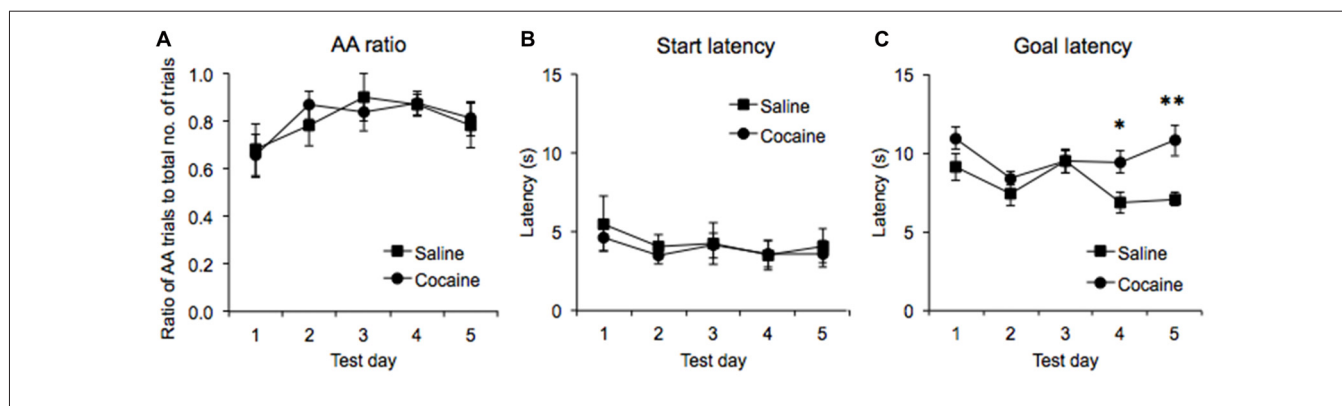 A
AA ratio
Ratio of AA trials to total no. of trials
1.0
0.8
0.6
0.4
0.2
0.0
Saline
Cocaine
1 2 3 4 5
Test day
B
Start latency
Latency (s)
15
10
5
0
Saline
Cocaine
1 2 3 4 5
Test day
C
Goal latency
Latency (s)
15
10
5
0
*
**
Saline
Cocaine
1 2 3 4 5
Test day